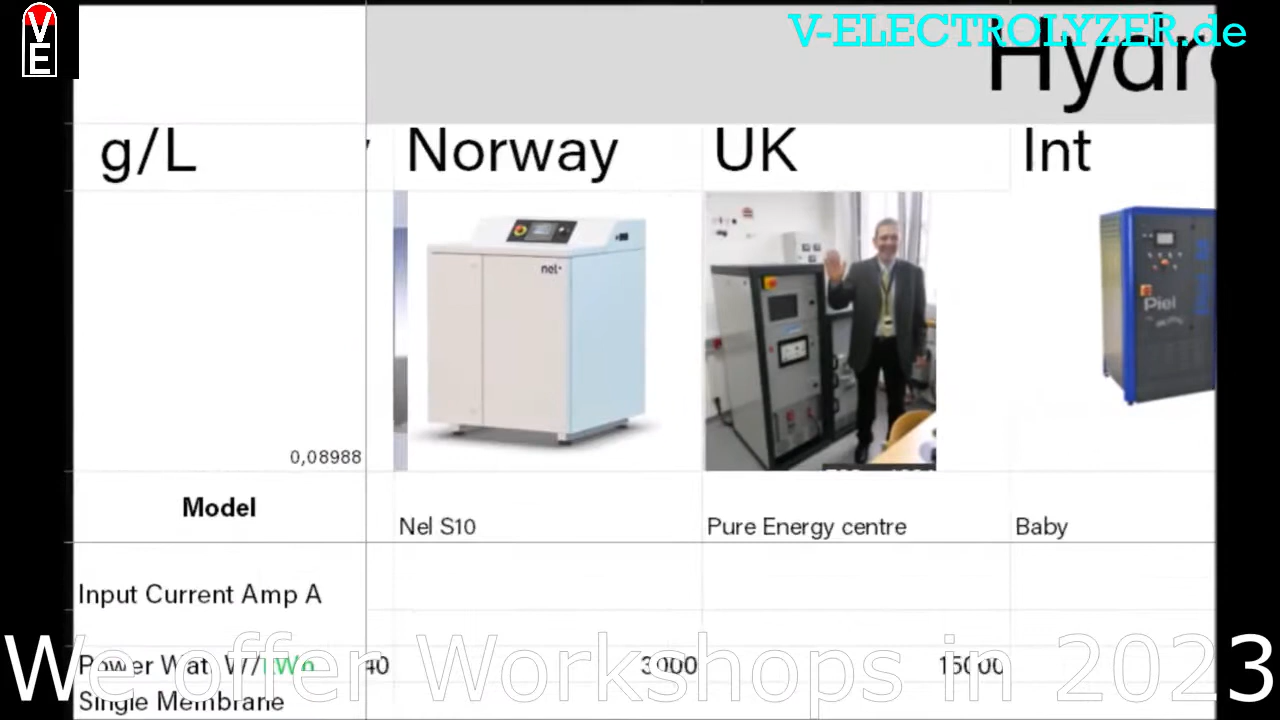 VE
V-ELECTROLYZER.de
Hydr
g/L
Norway
UK
Int
nel
Piel
0,08988
Model
Nel S10
Pure Energy centre
Baby
Input Current Amp A
Power Wat W/
40
3000
15000
Single Membrane
We offer Workshops in 2023